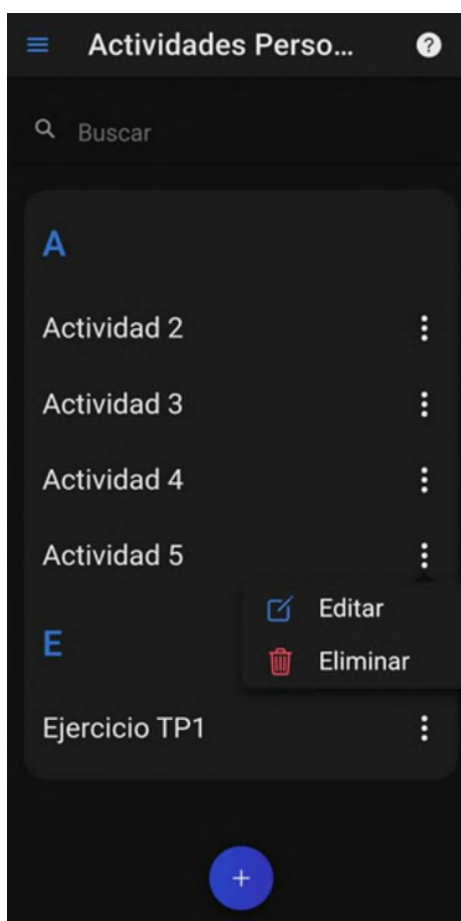 Actividades Perso...
?
Buscar
A
Actividad 2
Actividad 3
Actividad 4
Actividad 5
Editar
E
Eliminar
Ejercicio TP1
+